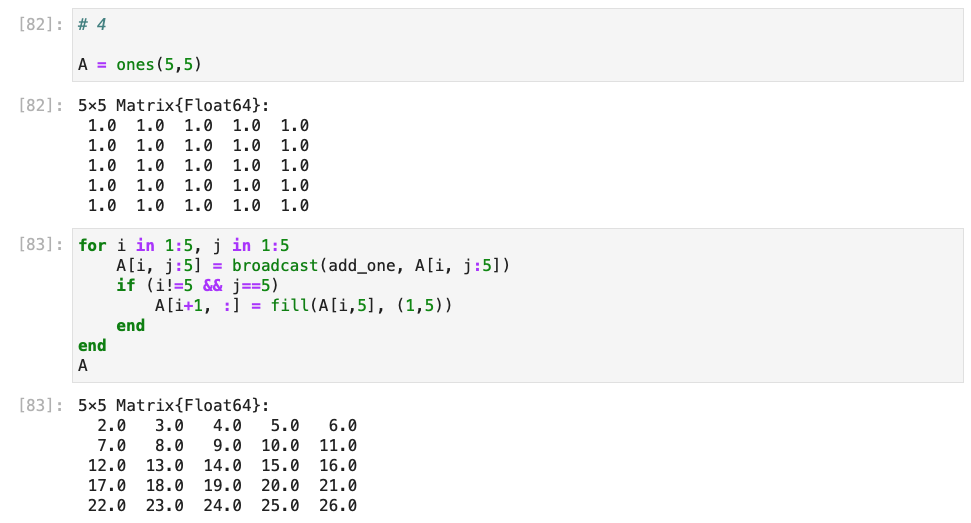 [82]: # 4
A = ones(5,5)
[82]: 5×5 Matrix{Float64}:
1.0 1.0 1.0 1.0 1.0
1.0 1.0 1.0 1.0 1.0
1.0 1.0 1.0 1.0 1.0
1.0 1.0 1.0 1.0 1.0
1.0 1.0 1.0 1.0 1.0
[83]: for i in 1:5, j in 1:5
A[i, j:5] = broadcast(add_one, A[i, j:5])
if (i!=5 && j==5)
A[i+1, :] = fill(A[i,5], (1,5))
end
end
A
[83]: 5×5 Matrix{Float64}:
2.0 3.0 4.0 5.0 6.0
7.0 8.0 9.0 10.0 11.0
12.0 13.0 14.0 15.0 16.0
17.0 18.0 19.0 20.0 21.0
22.0 23.0 24.0 25.0 26.0